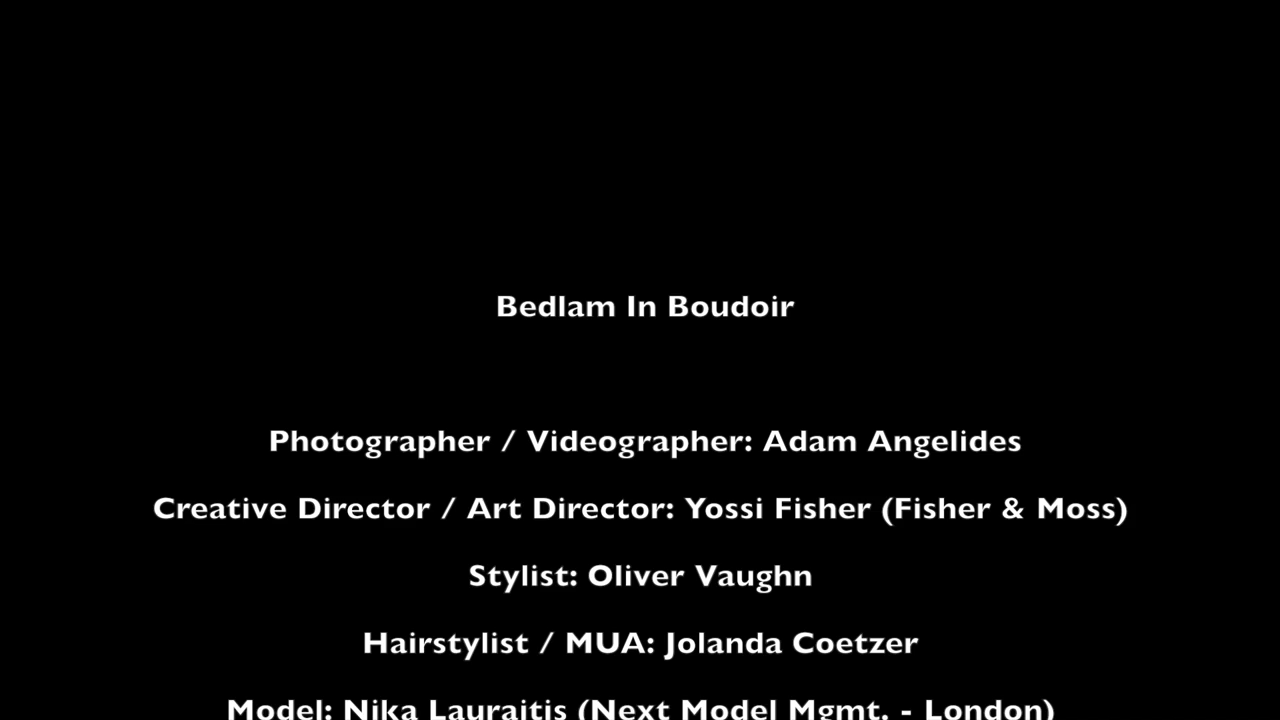 Bedlam In Boudoir
Photographer / Videographer: Adam Angelides
Creative Director / Art Director: Yossi Fisher (Fisher & Moss)
Stylist: Oliver Vaughn
Hairstylist / MUA: Jolanda Coetzer
Model: Nika Lauraitis (Next Model Mgmt. - London)